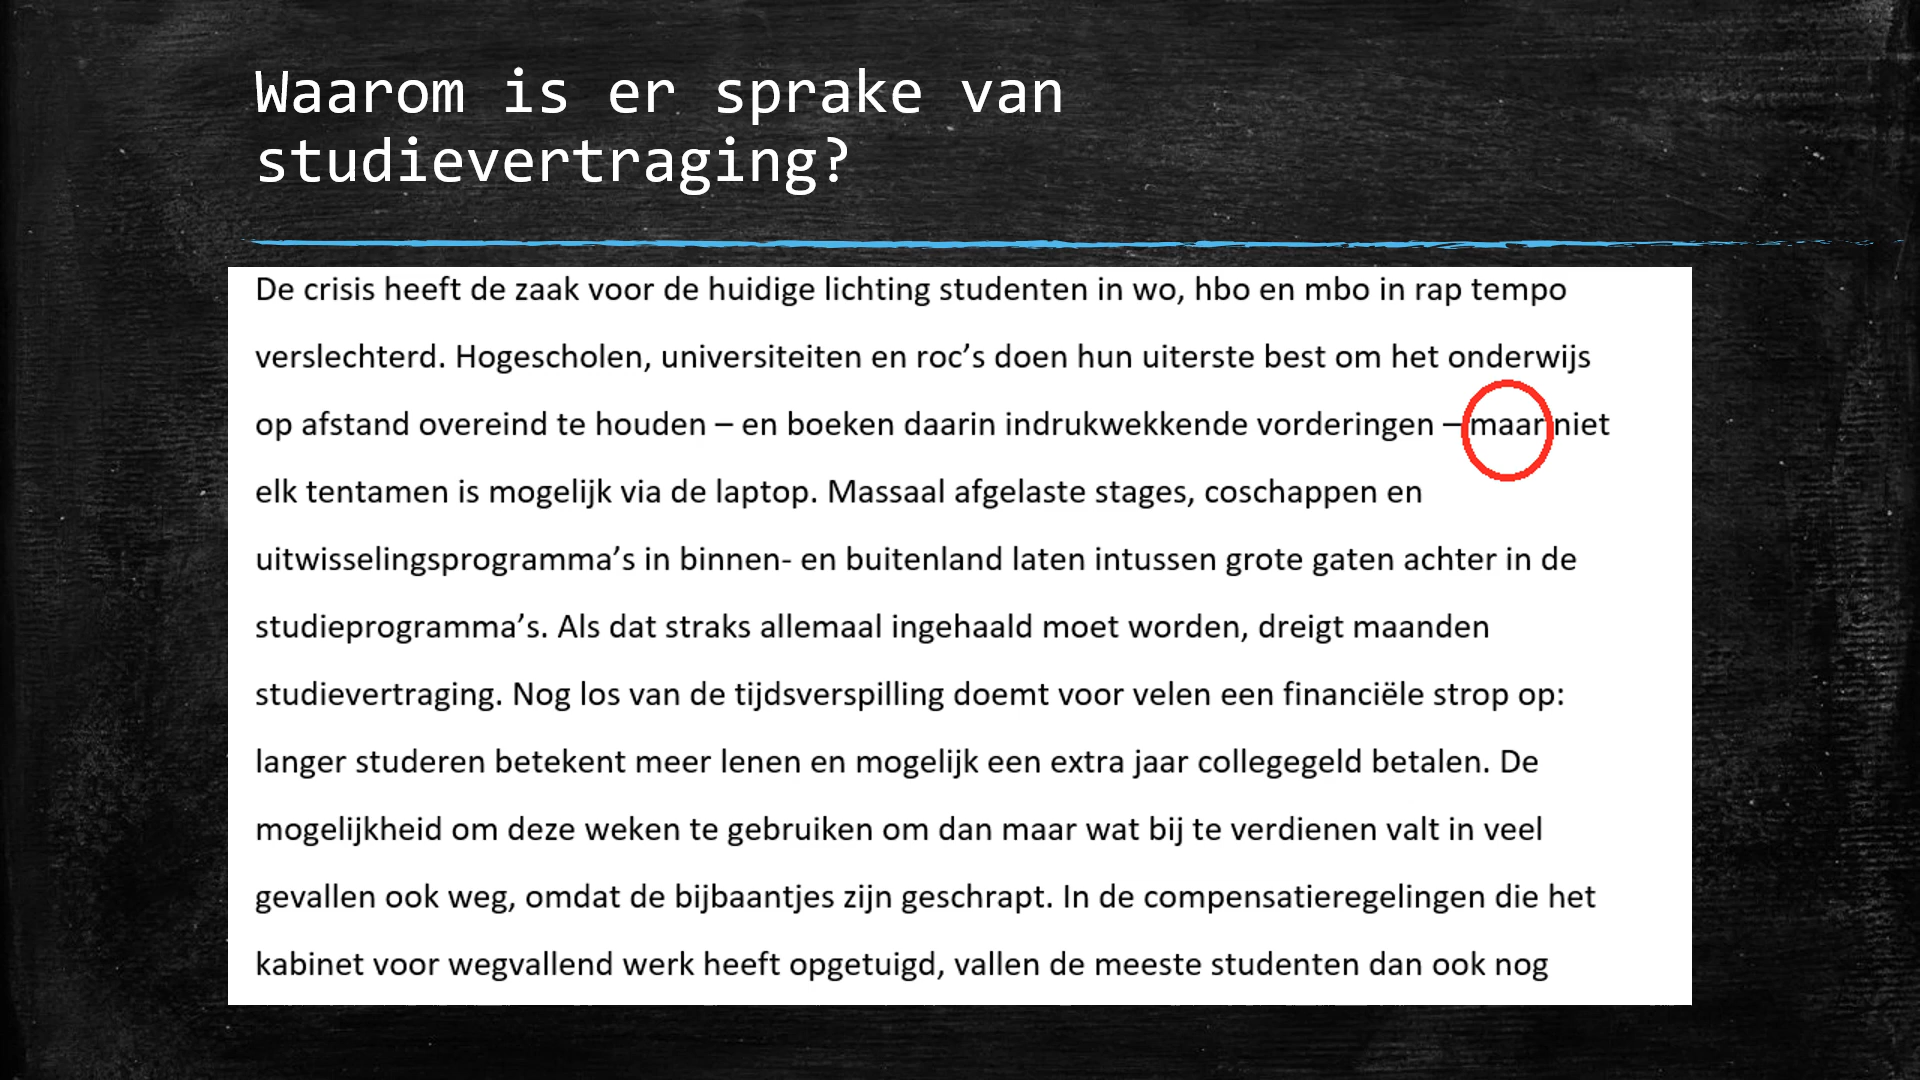 Waarom is er sprake van
studievertraging?
De crisis heeft de zaak voor de huidige lichting studenten in wo, hbo en mbo in rap tempo
verslechterd. Hogescholen, universiteiten en roc’s doen hun uiterste best om het onderwijs
op afstand overeind te houden – en boeken daarin indrukwekkende vorderingen – maar niet
elk tentamen is mogelijk via de laptop. Massaal afgelaste stages, coschappen en
uitwisselingsprogramma’s in binnen- en buitenland laten intussen grote gaten achter in de
studieprogramma’s. Als dat straks allemaal ingehaald moet worden, dreigt maanden
studievertraging. Nog los van de tijdsverspilling doemt voor velen een financiële strop op:
langer studeren betekent meer lenen en mogelijk een extra jaar collegegeld betalen. De
mogelijkheid om deze weken te gebruiken om dan maar wat bij te verdienen valt in veel
gevallen ook weg, omdat de bijbaantjes zijn geschrapt. In de compensatieregelingen die het
kabinet voor wegvallend werk heeft opgetuigd, vallen de meeste studenten dan ook nog